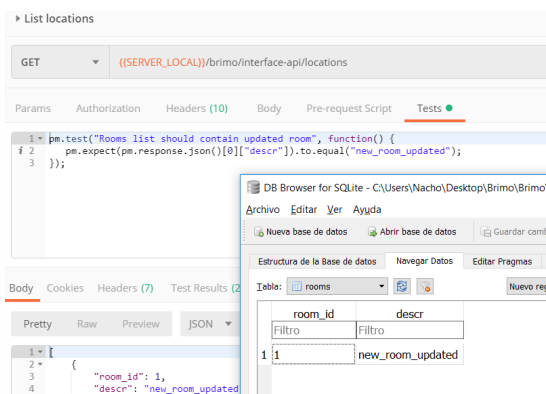 List locations
GET {{SERVER_LOCAL}}/brimo/interface-api/locations
Params Authorization Headers (10) Body Pre-request Script Tests
1 pm.test("Rooms list should contain updated room", function() {
i 2 pm.expect(pm.response.json()[0]["descr"]).to.equal("new_room_updated");
3 });
DB Browser for SQLite - C:\Users\Nacho\Desktop\Brimo\Brimo\
Archivo Editar Ver Ayuda
Nueva base de datos Abrir base de datos Guardar caml
Estructura de la Base de datos Navegar Datos Editar Pragmas
Tabla: rooms Nuevo reg
room_id descr
Filtro Filtro
1 1 new_room_updated
Body Cookies Headers (7) Test Results (2
Pretty Raw Preview JSON
1 [
2 {
3 "room_id": 1,
4 "descr": "new_room_updated